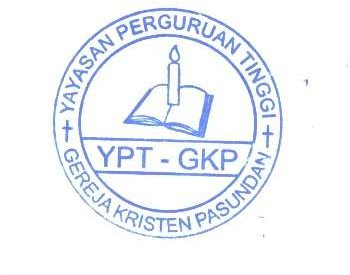 YAYASAN PERGURUAN TINGGI
YPT - GKP
GEREJA KRISTEN PASUNDAN